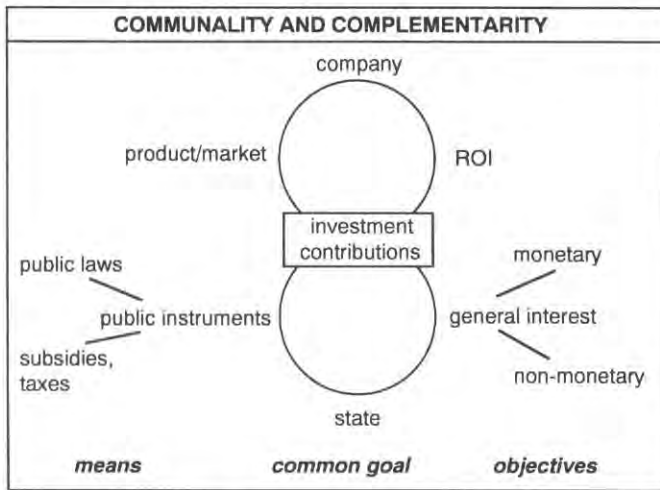 COMMUNALITY AND COMPLEMENTARITY
company
product/market
ROI
investment
contributions
public laws
monetary
public instruments
general interest
subsidies,
taxes
non-monetary
state
means
common goal
objectives